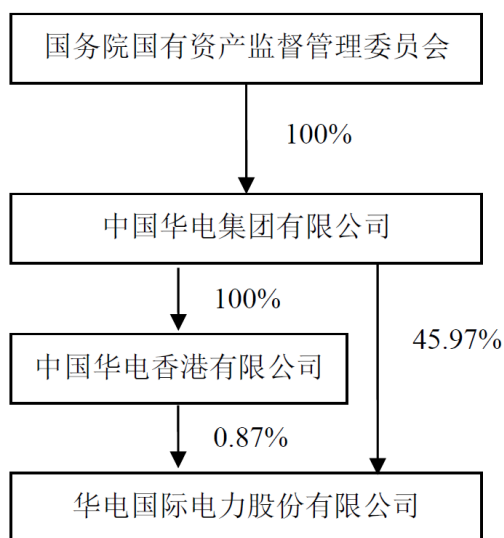 国务院国有资产监督管理委员会
100%
中国华电集团有限公司
100%
45.97%
中国华电香港有限公司
0.87%
华电国际电力股份有限公司